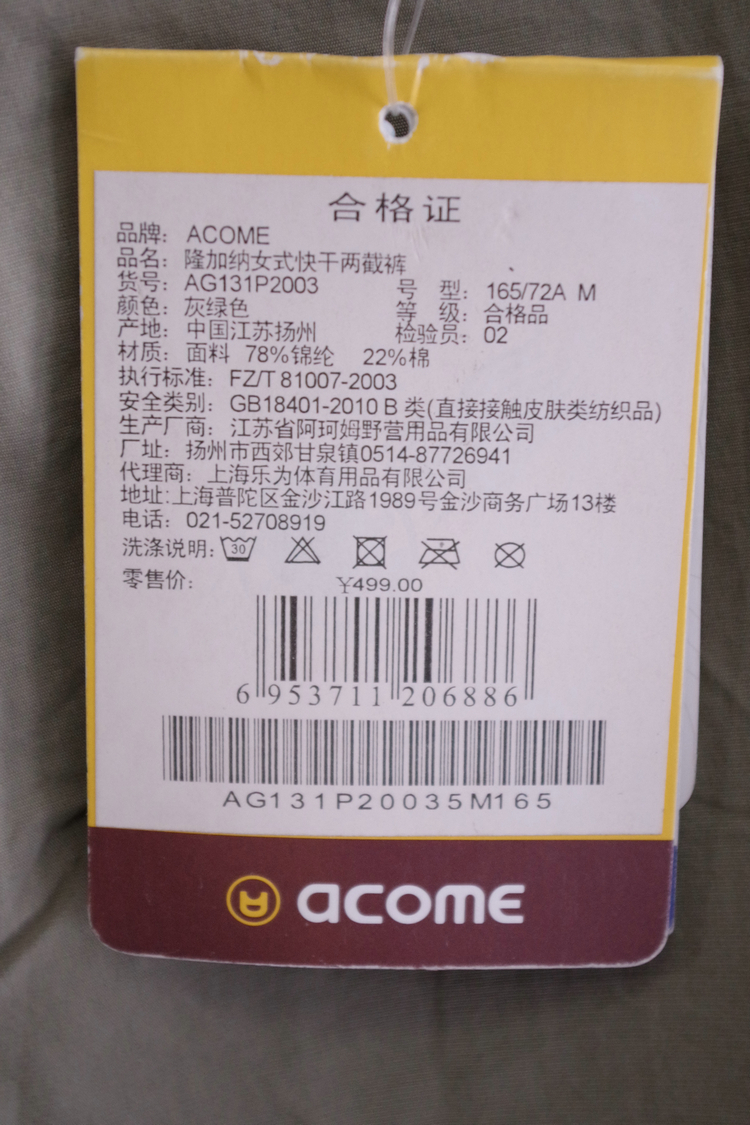 合格证
品牌: ACOME
品名: 隆加纳女式快干两截裤
货号: AG131P2003 号 型: 165/72A M
颜色: 灰绿色 等 级: 合格品
产地: 中国江苏扬州 检验员: 02
材质: 面料 78%锦纶 22%棉
执行标准: FZ/T 81007-2003
安全类别: GB18401-2010 B 类(直接接触皮肤类纺织品)
生产厂商: 江苏省阿珂姆野营用品有限公司
厂址: 扬州市西郊甘泉镇0514-87726941
代理商: 上海乐为体育用品有限公司
地址:上海普陀区金沙江路1989号金沙商务广场13楼
电话: 021-52708919
洗涤说明: 30
零售价: ¥499.00
6 953711 206886
AG131P20035M165
acome